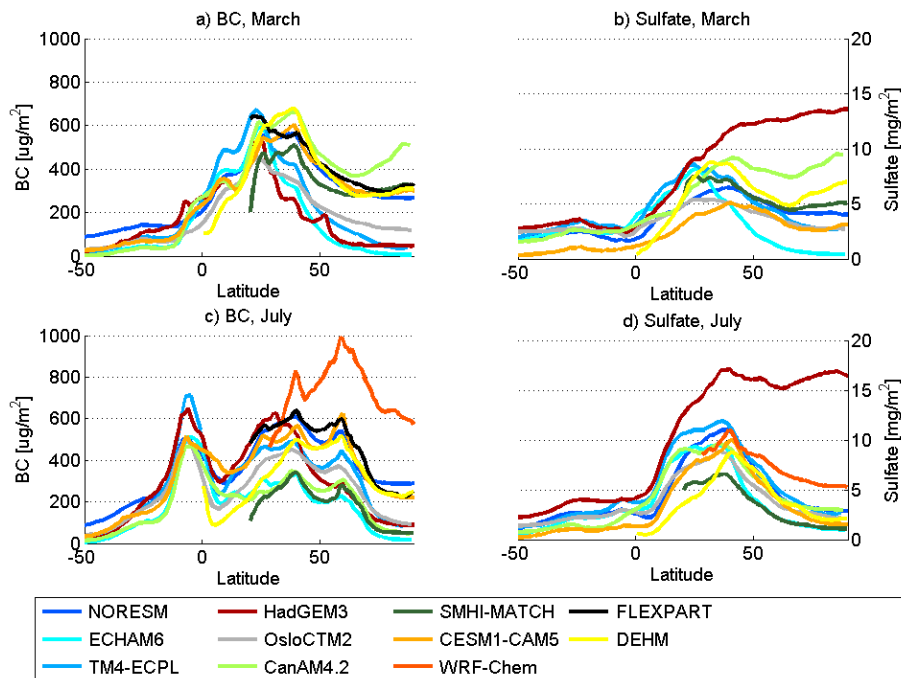 a) BC, March
b) Sulfate, March
1000
800
600
400
200
0
BC [ug/m²]
-50
0
50
Latitude
20
15
10
5
0
Sulfate [mg/m²]
-50
0
50
Latitude
c) BC, July
d) Sulfate, July
1000
800
600
400
200
0
BC [ug/m²]
-50
0
50
Latitude
20
15
10
5
0
Sulfate [mg/m²]
-50
0
50
Latitude
NORESM HadGEM3 SMHI-MATCH FLEXPART
ECHAM6 OsloCTM2 CESM1-CAM5 DEHM
TM4-ECPL CanAM4.2 WRF-Chem